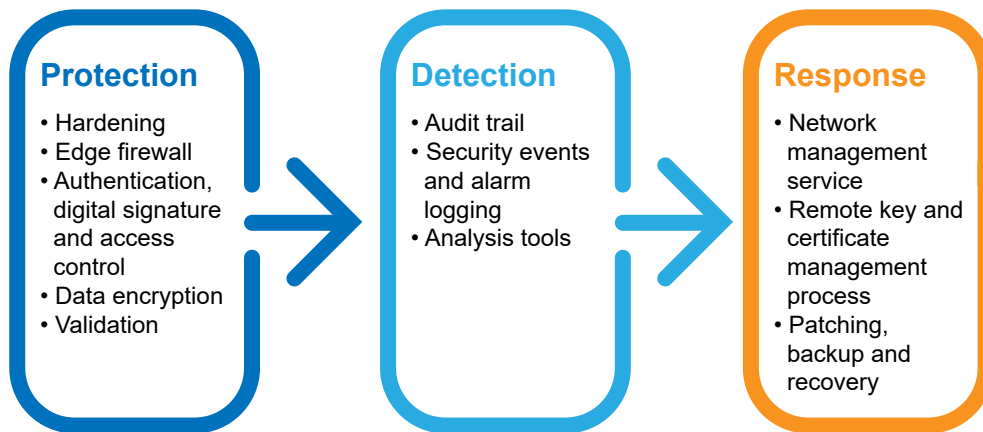 Protection
• Hardening
• Edge firewall
• Authentication,
digital signature
and access
control
• Data encryption
• Validation
Detection
• Audit trail
• Security events
and alarm
logging
• Analysis tools
Response
• Network
management
service
• Remote key and
certificate
management
process
• Patching,
backup and
recovery